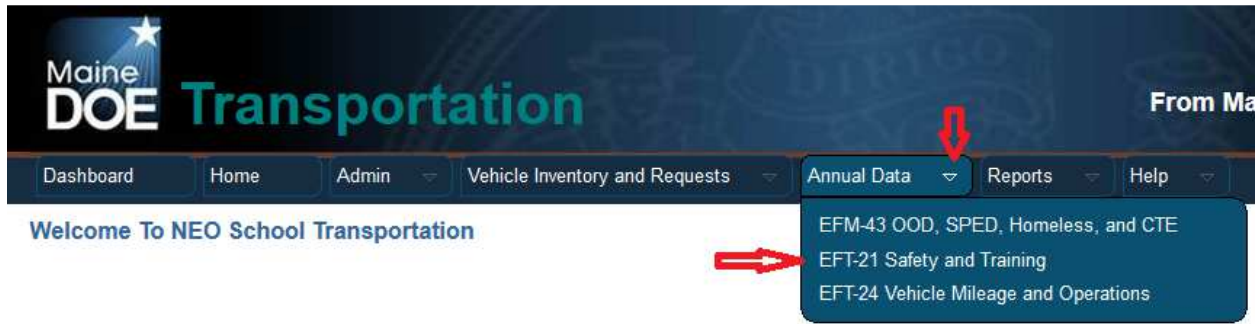 Maine
DOE Transportation
From Ma
Dashboard Home Admin Vehicle Inventory and Requests Annual Data Reports Help
Welcome To NEO School Transportation
EFM-43 OOD, SPED, Homeless, and CTE
EFT-21 Safety and Training
EFT-24 Vehicle Mileage and Operations
DIRIGO